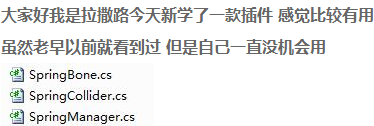 大家好我是拉撒路今天新学了一款插件 感觉比较有用
虽然老早以前就看到过 但是自己一直没机会用
SpringBone.cs
SpringCollider.cs
SpringManager.cs